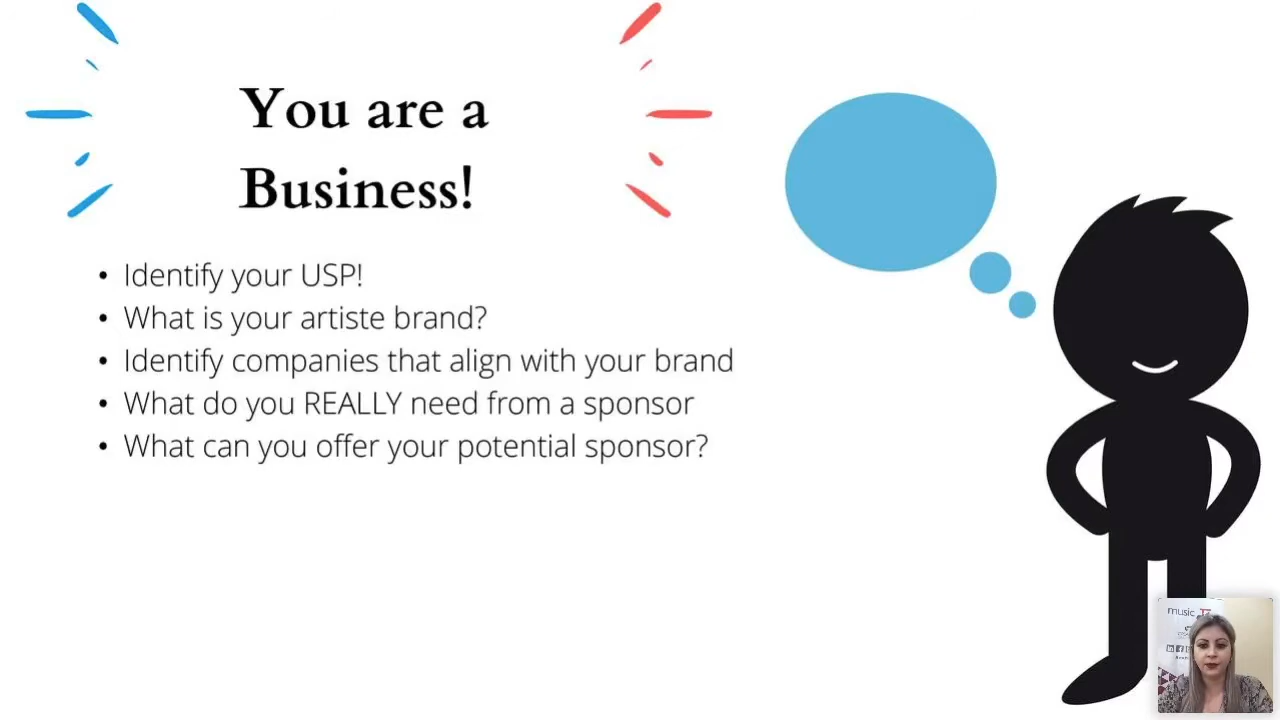 You are a
Business!
• Identify your USP!
• What is your artiste brand?
• Identify companies that align with your brand
• What do you REALLY need from a sponsor
• What can you offer your potential sponsor?
music